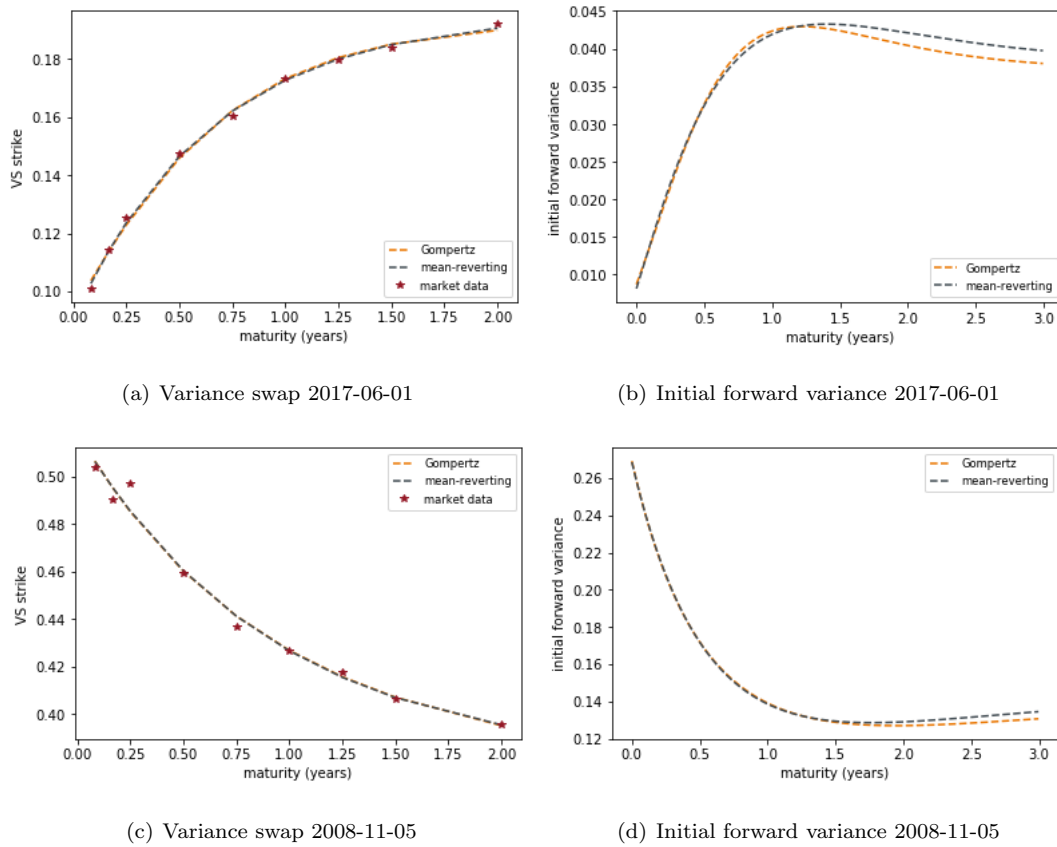 0.18
0.16
0.14
0.12
0.10
VS strike
0.00 0.25 0.50 0.75 1.00 1.25 1.50 1.75 2.00
maturity (years)
Gompertz
mean-reverting
market data
(a) Variance swap 2017-06-01
0.045
0.040
0.035
0.030
0.025
0.020
0.015
0.010
initial forward variance
0.0 0.5 1.0 1.5 2.0 2.5 3.0
maturity (years)
Gompertz
mean-reverting
(b) Initial forward variance 2017-06-01
0.50
0.48
0.46
0.44
0.42
0.40
VS strike
0.00 0.25 0.50 0.75 1.00 1.25 1.50 1.75 2.00
maturity (years)
Gompertz
mean-reverting
market data
(c) Variance swap 2008-11-05
0.26
0.24
0.22
0.20
0.18
0.16
0.14
0.12
initial forward variance
0.0 0.5 1.0 1.5 2.0 2.5 3.0
maturity (years)
Gompertz
mean-reverting
(d) Initial forward variance 2008-11-05